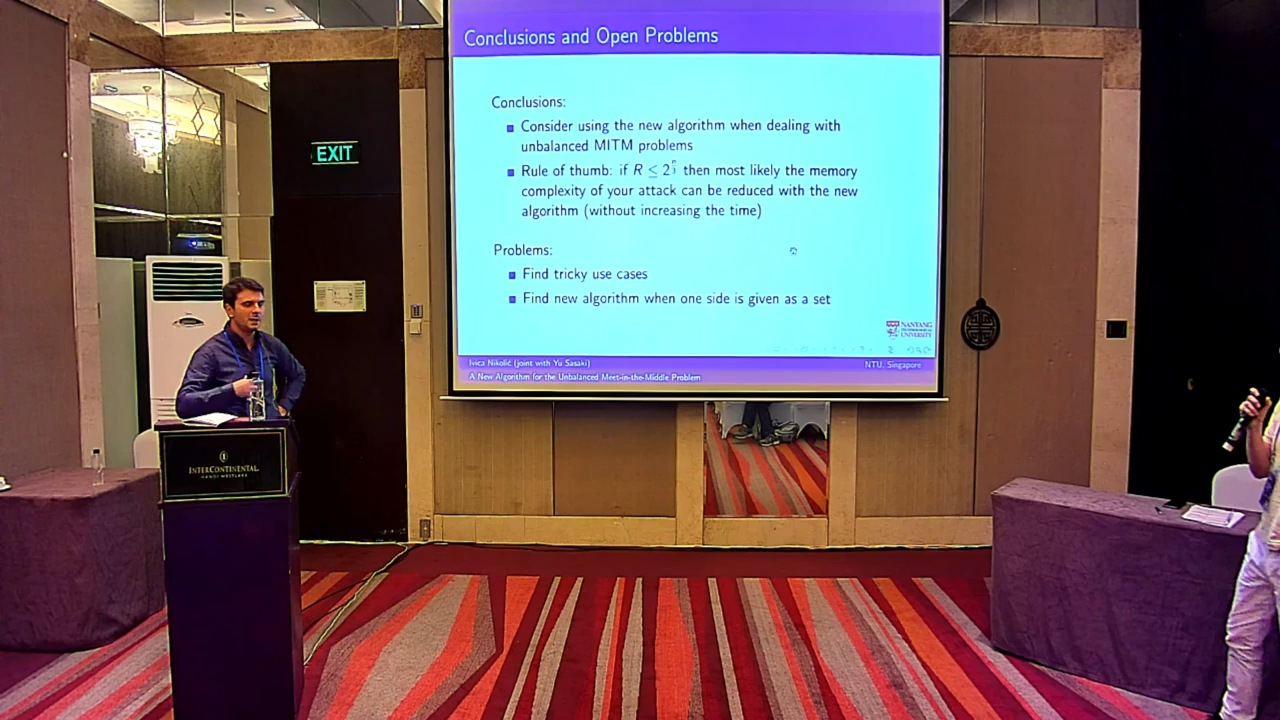 Conclusions and Open Problems
Conclusions:
Consider using the new algorithm when dealing with
unbalanced MITM problems
Rule of thumb: if R ≤ 2^{n/3} then most likely the memory
complexity of your attack can be reduced with the new
algorithm (without increasing the time)
Problems:
Find tricky use cases
Find new algorithm when one side is given as a set
NANYANG
UNIVERSITY
Ivica Nikolić (joint with Yu Sasaki)
NTU, Singapore
A New Algorithm for the Unbalanced Meet-in-the-Middle Problem
EXIT
INTERCONTINENTAL
HANOI WESTLAKE